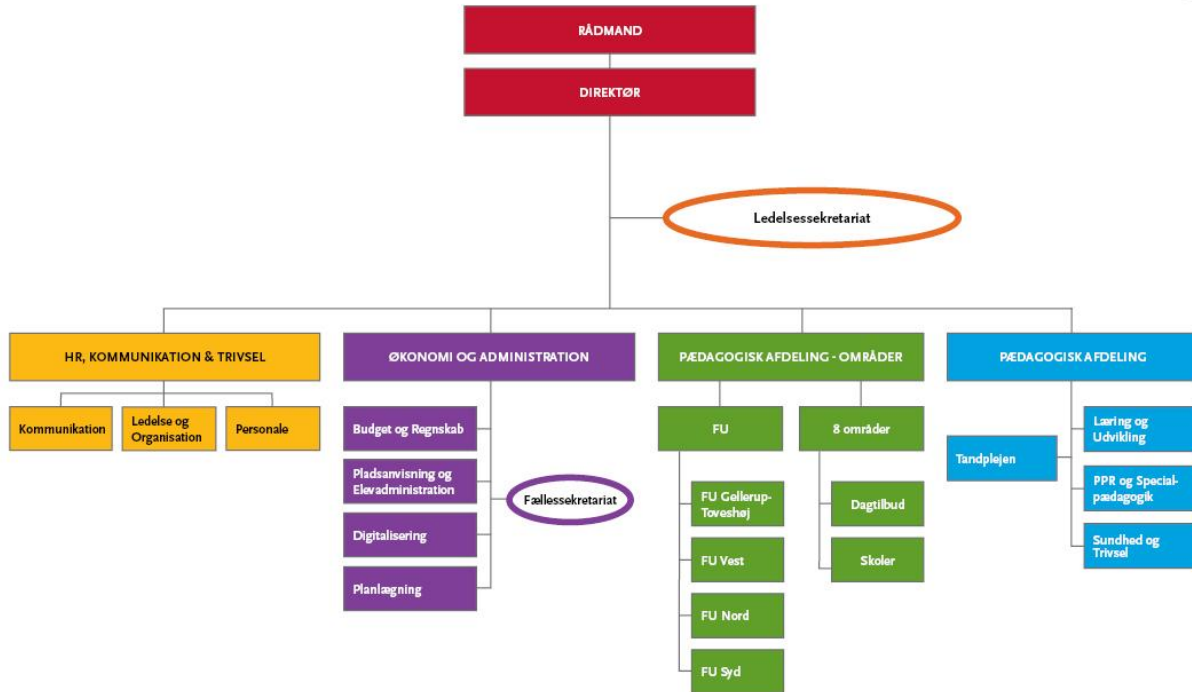 RÅDMAND
DIREKTØR
Ledelsessekretariat
HR, KOMMUNIKATION & TRIVSEL
Kommunikation
Ledelse og
Organisation
Personale
ØKONOMI OG ADMINISTRATION
Budget og Regnskab
Pladsanvisning og
Elevadministration
Fællessekretariat
Digitalisering
Planlægning
PÆDAGOGISK AFDELING - OMRÅDER
FU
FU Gellerup-
Toveshøj
FU Vest
FU Nord
FU Syd
8 områder
Dagtilbud
Skoler
PÆDAGOGISK AFDELING
Tandplejen
Læring og
Udvikling
PPR og Special-
pædagogik
Sundhed og
Trivsel